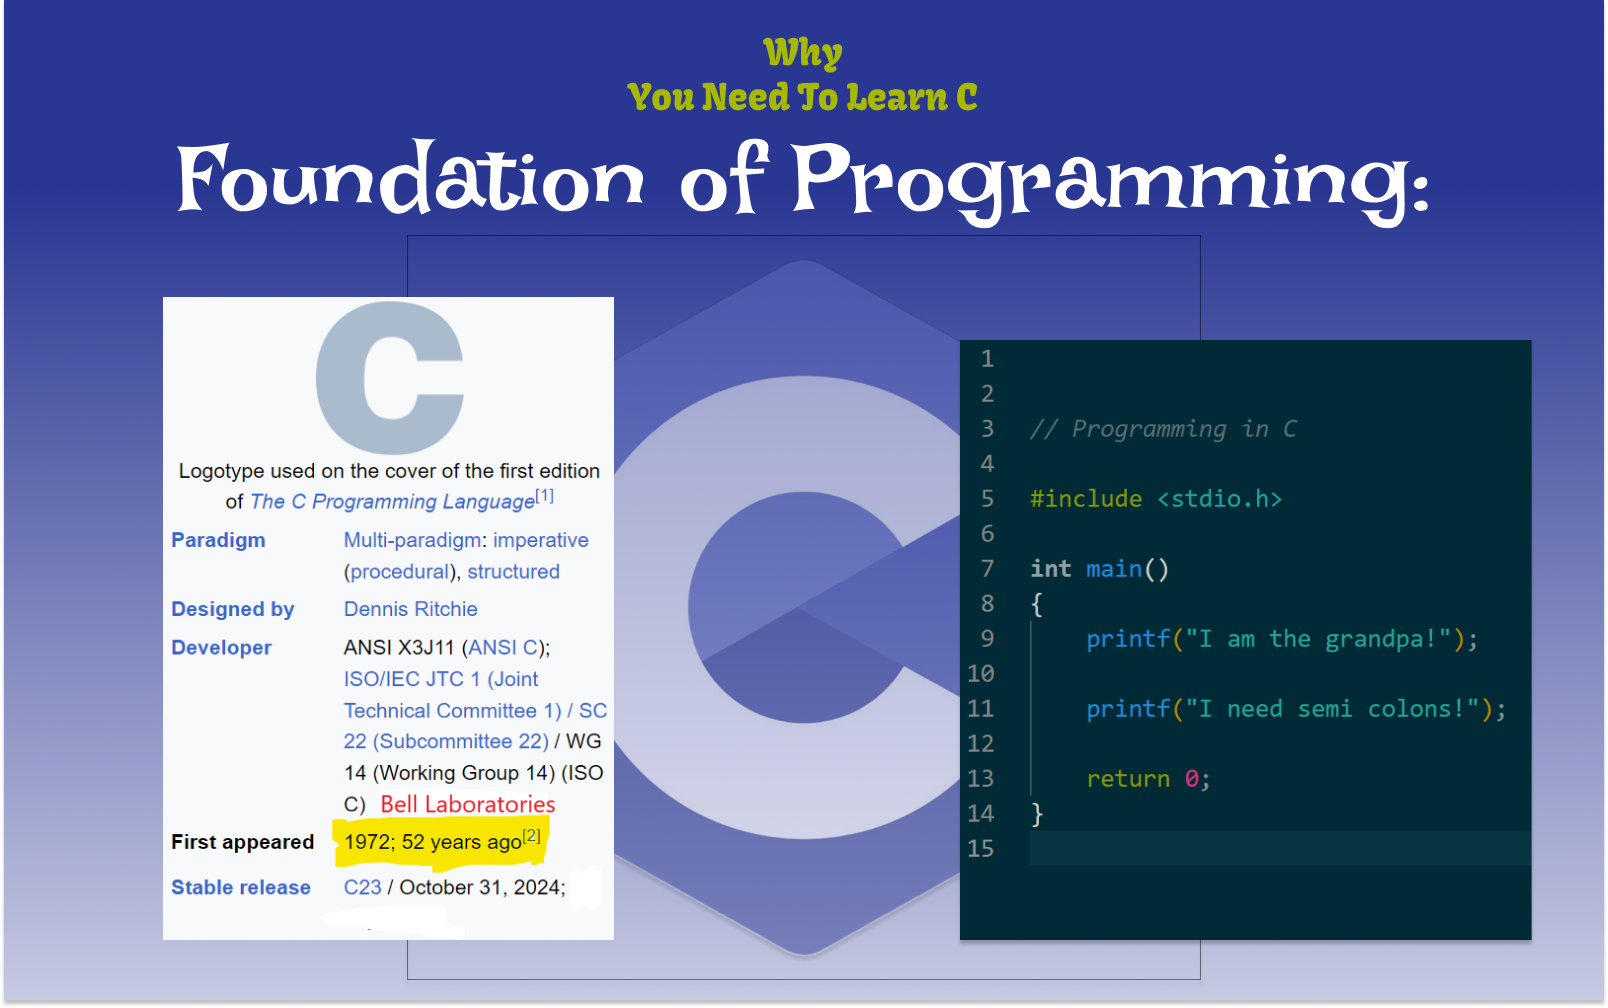 Why
You Need To Learn C
Foundation of Programming:
C
Logotype used on the cover of the first edition
of The C Programming Language[1]
Paradigm Multi-paradigm: imperative
(procedural), structured
Designed by Dennis Ritchie
Developer ANSI X3J11 (ANSI C);
ISO/IEC JTC 1 (Joint
Technical Committee 1) / SC
22 (Subcommittee 22) / WG
14 (Working Group 14) (ISO
C) Bell Laboratories
First appeared 1972; 52 years ago[2]
Stable release C23 / October 31, 2024;
C
1
2
3 // Programming in C
4
5 #include <stdio.h>
6
7 int main()
8 {
9 printf("I am the grandpa!");
10
11 printf("I need semi colons!");
12
13 return 0;
14 }
15